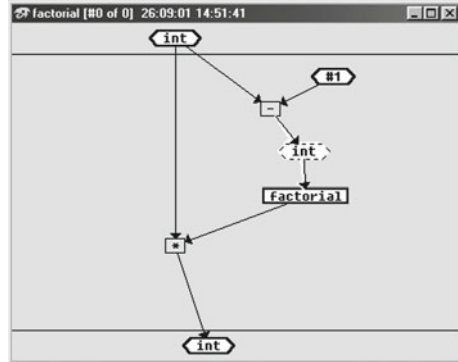 factorial [#0 of 0] 26:09:01 14:51:41
int
#1
-
int
factorial
*
int